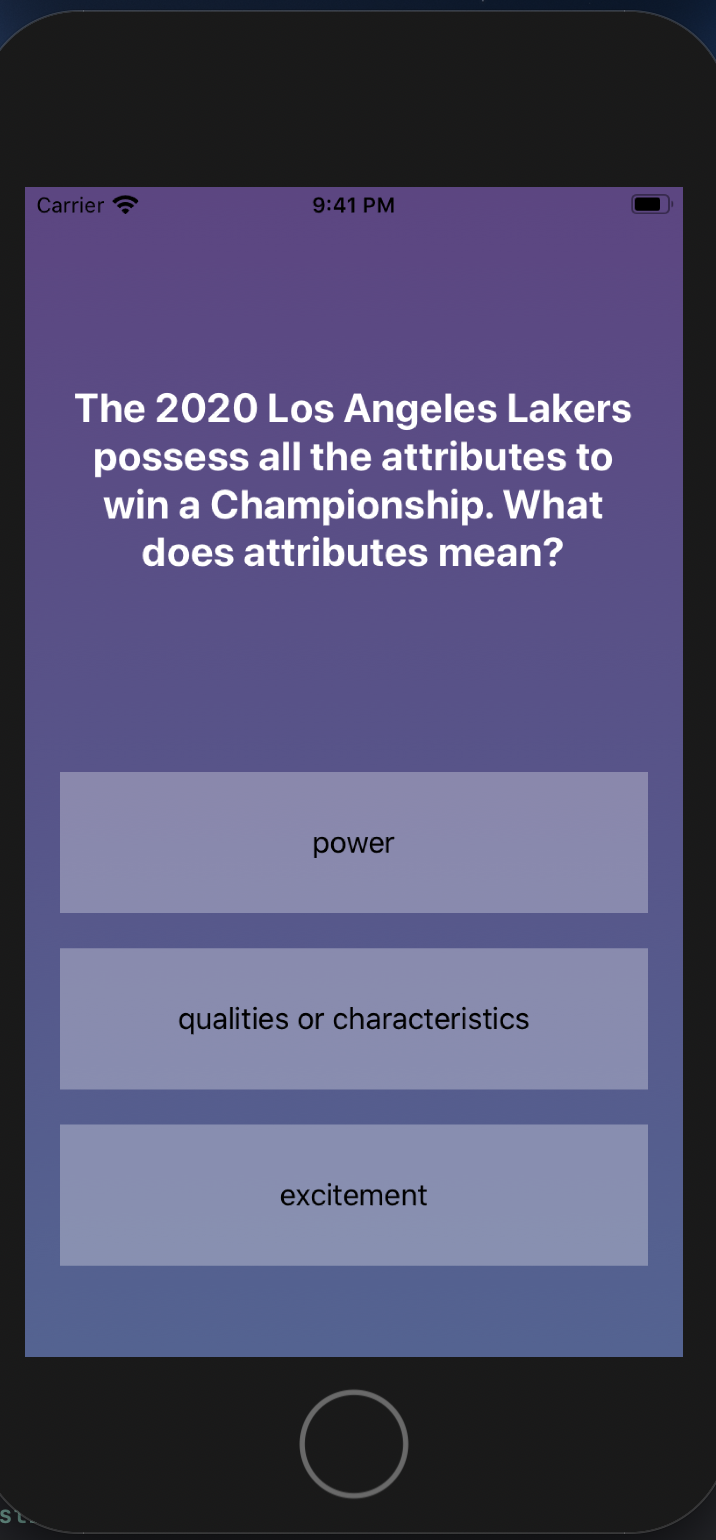 Carrier 9:41 PM
The 2020 Los Angeles Lakers
possess all the attributes to
win a Championship. What
does attributes mean?
power
qualities or characteristics
excitement